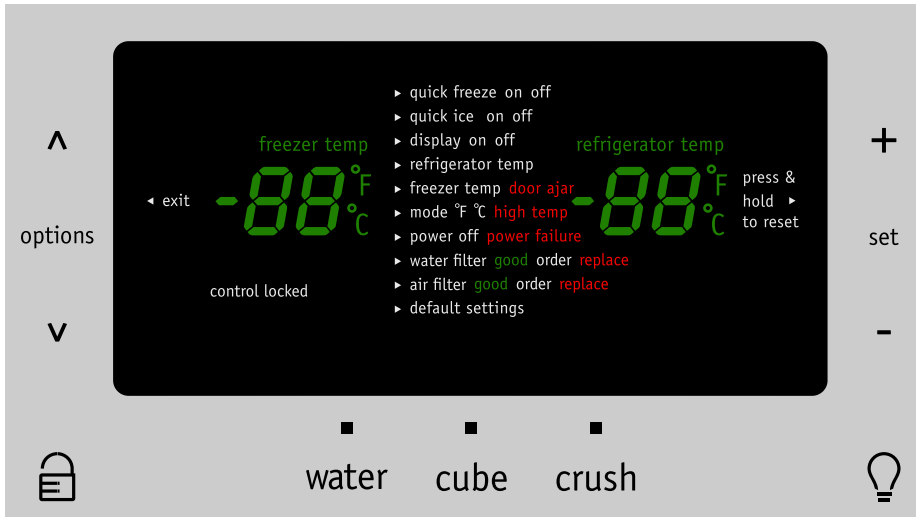 quick freeze on off
quick ice on off
display on off
refrigerator temp
freezer temp door ajar
mode °F °C high temp
power off power failure
water filter good order replace
air filter good order replace
default settings
freezer temp
-88 °F °C
refrigerator temp
-88 °F °C
exit
press &
hold
to reset
control locked
^
options
v
+
set
-
water cube crush